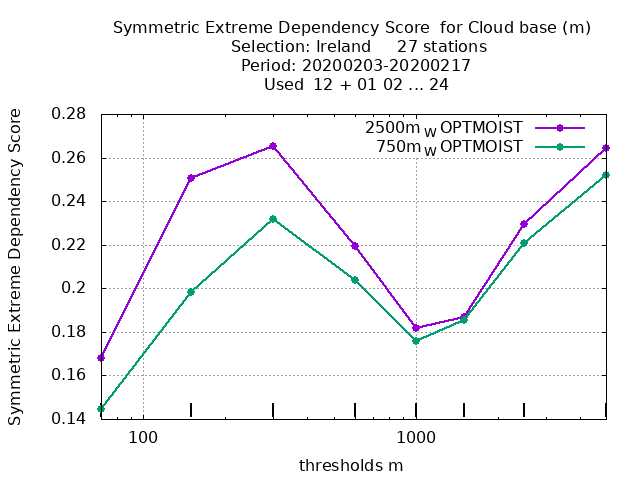 Symmetric Extreme Dependency Score for Cloud base (m)
Selection: Ireland 27 stations
Period: 20200203-20200217
Used 12 + 01 02 ... 24
Symmetric Extreme Dependency Score
0.28
0.26
0.24
0.22
0.2
0.18
0.16
0.14
2500m W OPTMOIST
750m W OPTMOIST
100 1000
thresholds m